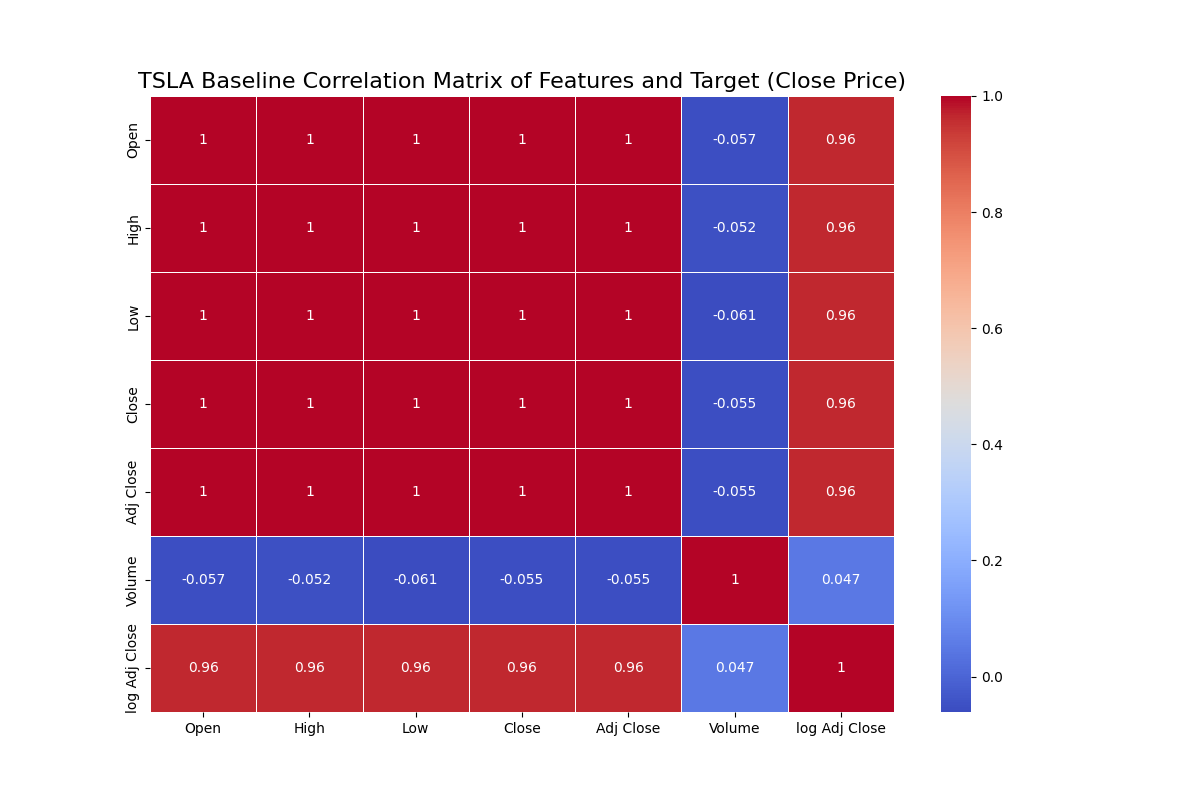 TSLA Baseline Correlation Matrix of Features and Target (Close Price)
Open 1 1 1 1 1 -0.057 0.96
High 1 1 1 1 1 -0.052 0.96
Low 1 1 1 1 1 -0.061 0.96
Close 1 1 1 1 1 -0.055 0.96
Adj Close 1 1 1 1 1 -0.055 0.96
Volume -0.057 -0.052 -0.061 -0.055 -0.055 1 0.047
log Adj Close 0.96 0.96 0.96 0.96 0.96 0.047 1
Open High Low Close Adj Close Volume log Adj Close
1.0
0.8
0.6
0.4
0.2
0.0